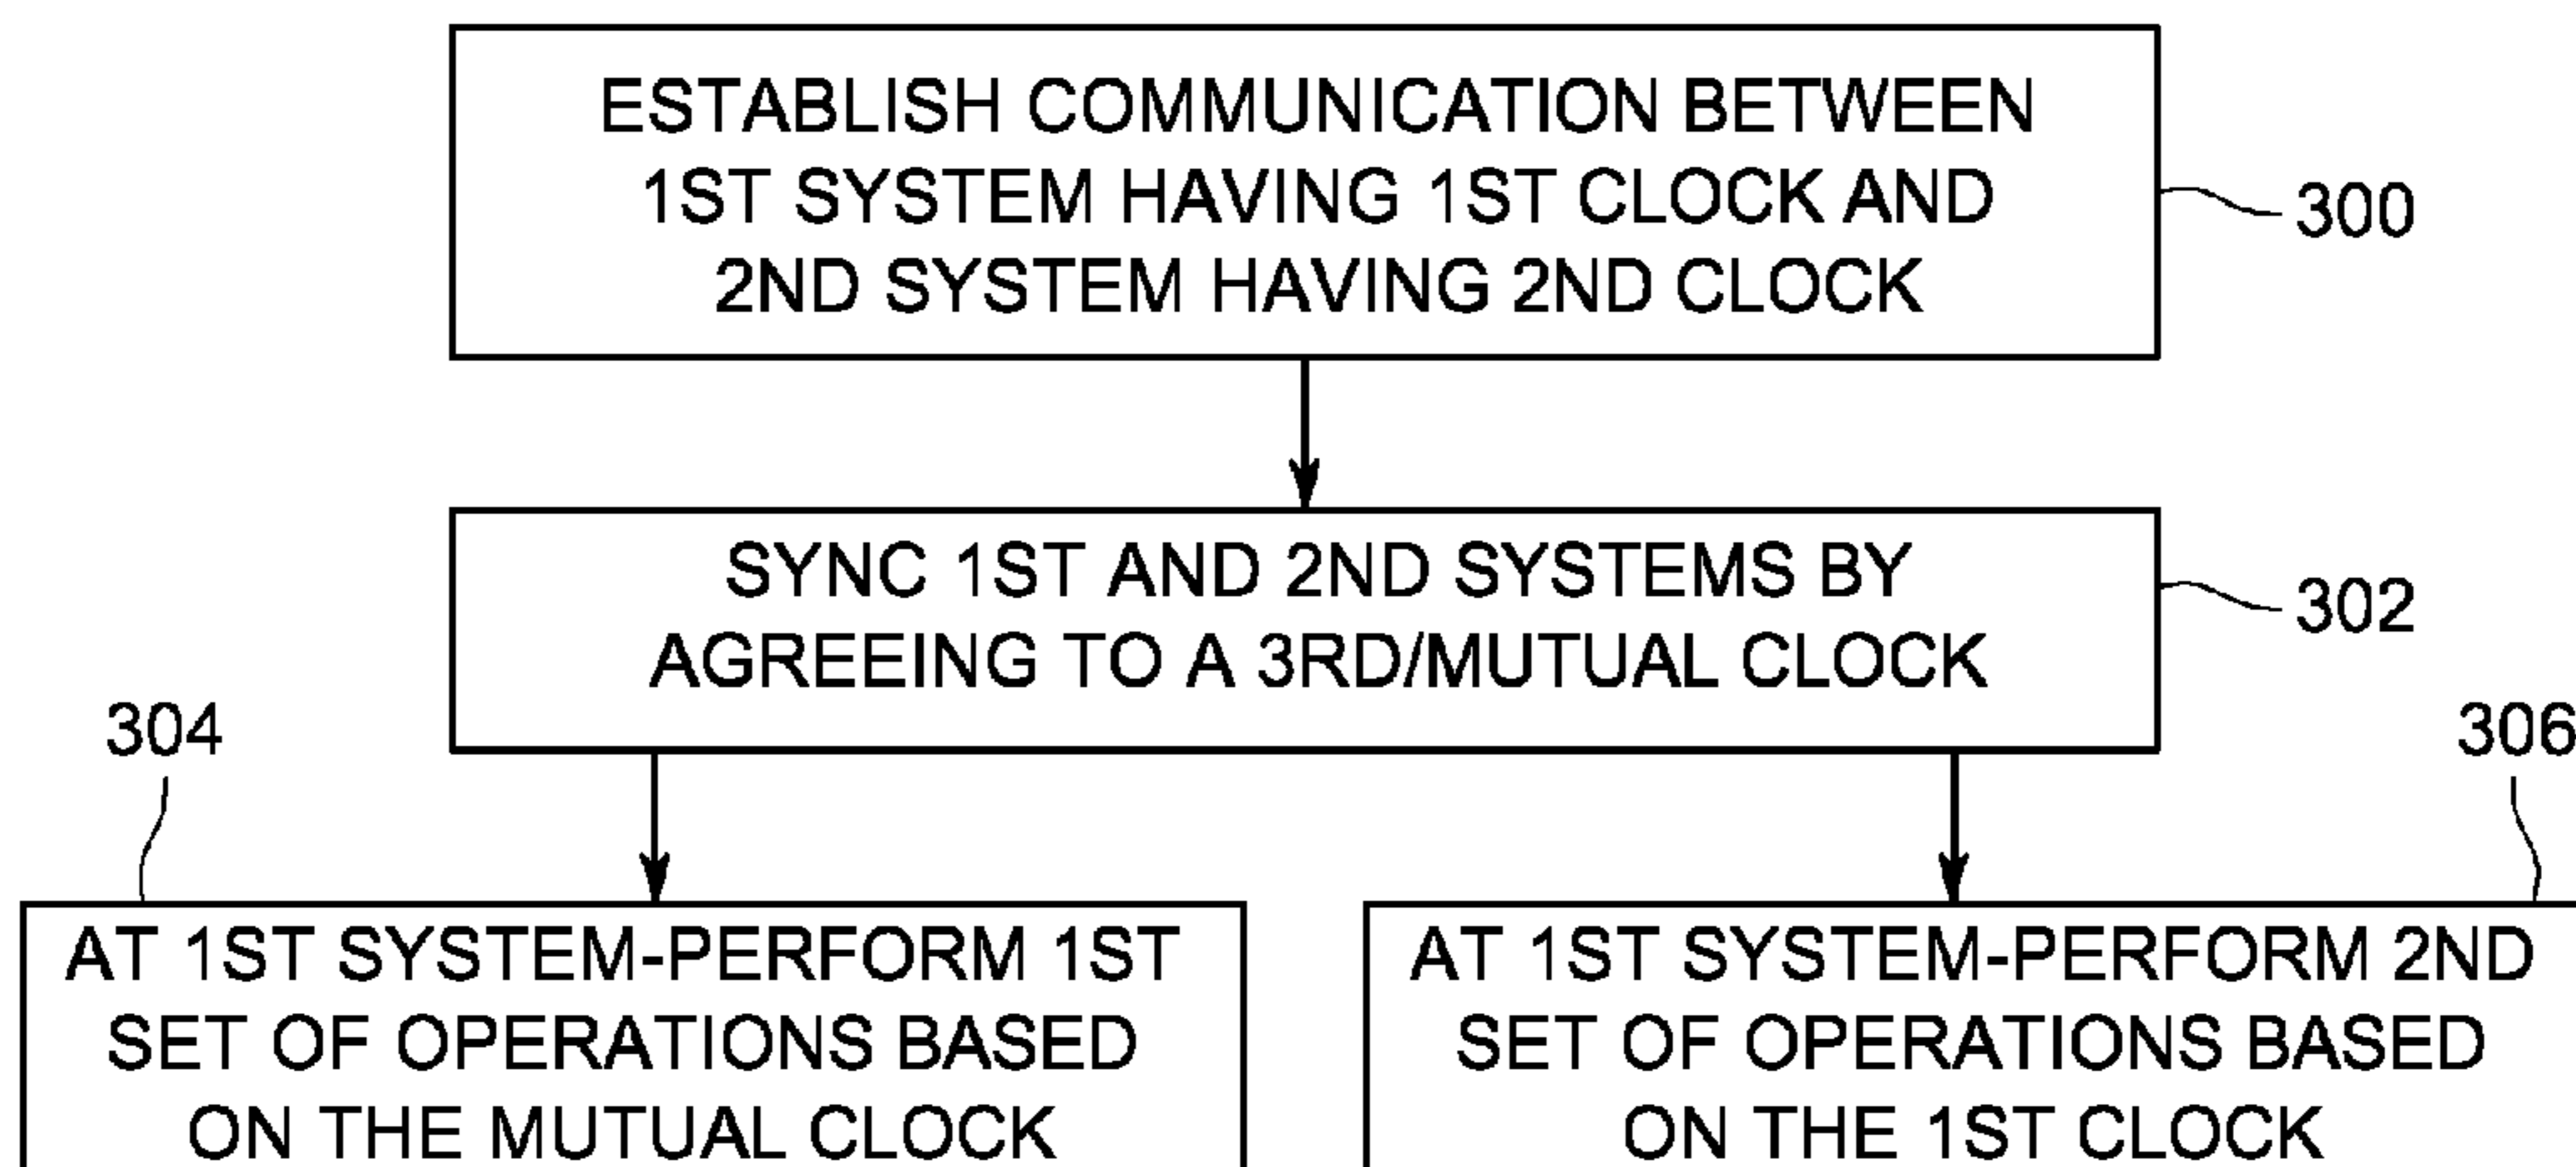 ESTABLISH COMMUNICATION BETWEEN
1ST SYSTEM HAVING 1ST CLOCK AND
2ND SYSTEM HAVING 2ND CLOCK
300
SYNC 1ST AND 2ND SYSTEMS BY
AGREEING TO A 3RD/MUTUAL CLOCK
302
304
306
AT 1ST SYSTEM-PERFORM 1ST
SET OF OPERATIONS BASED
ON THE MUTUAL CLOCK
AT 1ST SYSTEM-PERFORM 2ND
SET OF OPERATIONS BASED
ON THE 1ST CLOCK